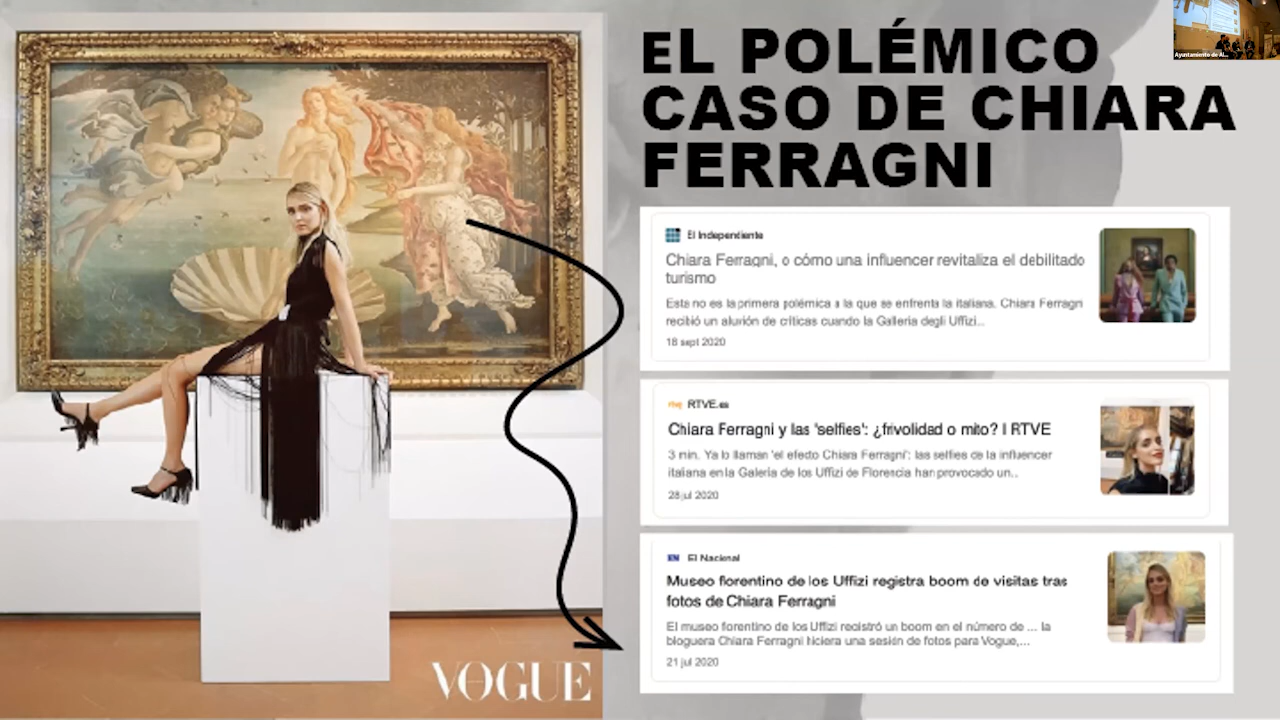 EL POLÉMICO
CASO DE CHIARA
FERRAGNI
El Independiente
Chiara Ferragni, o cómo una influencer revitaliza el debilitado
turismo
Esta no es la primera polémica a la que se enfrenta la italiana. Chiara Ferragn
recibió un aluvión de críticas cuando la Galleria degli Uffizi...
18 sept 2020
rtve RTVE.es
Chiara Ferragni y las 'selfies': ¿frivolidad o mito? | RTVE
3 min. Ya lo llaman 'el efecto Chiara Ferragni': las selfies de la influencer
italiana en la Galería de los Uffizi de Florencia han provocado un...
28 jul 2020
EN El Nacional
Museo florentino de los Uffizi registra boom de visitas tras
fotos de Chiara Ferragni
El museo florentino de los Uffizi registró un boom en el número de ... la
bloguera Chiara Ferragni hiciera una sesión de fotos para Vogue,...
21 jul 2020
VOGUE
Ayuntamiento de Al...